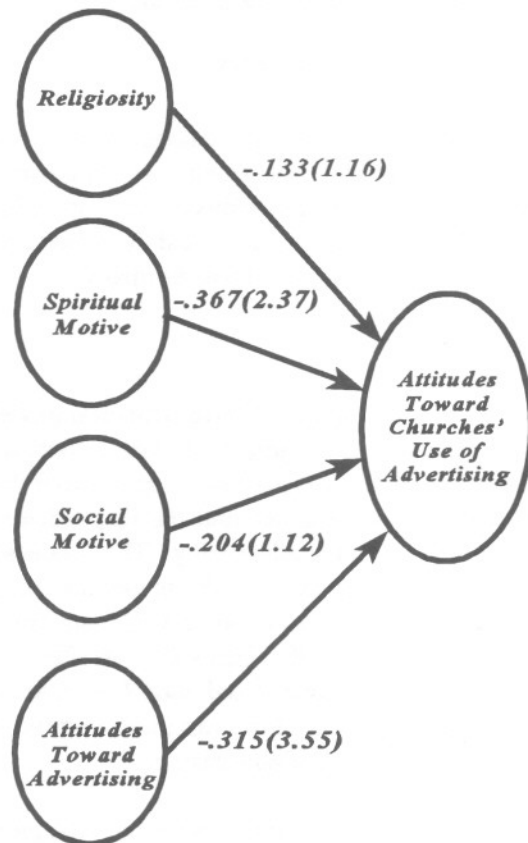 Religiosity
-.133(1.16)
Spiritual
Motive
-.367(2.37)
Attitudes
Toward
Churches'
Use of
Advertising
Social
Motive
-.204(1.12)
Attitudes
Toward
Advertising
-.315(3.55)